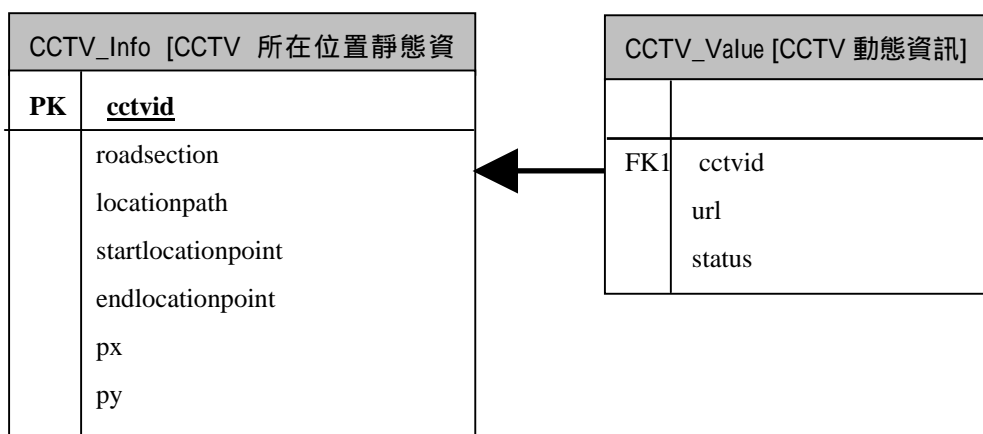 CCTV_Info [CCTV 所在位置靜態資
PK cctvid
roadsection
locationpath
startlocationpoint
endlocationpoint
px
py
CCTV_Value [CCTV 動態資訊]
FK1 cctvid
url
status